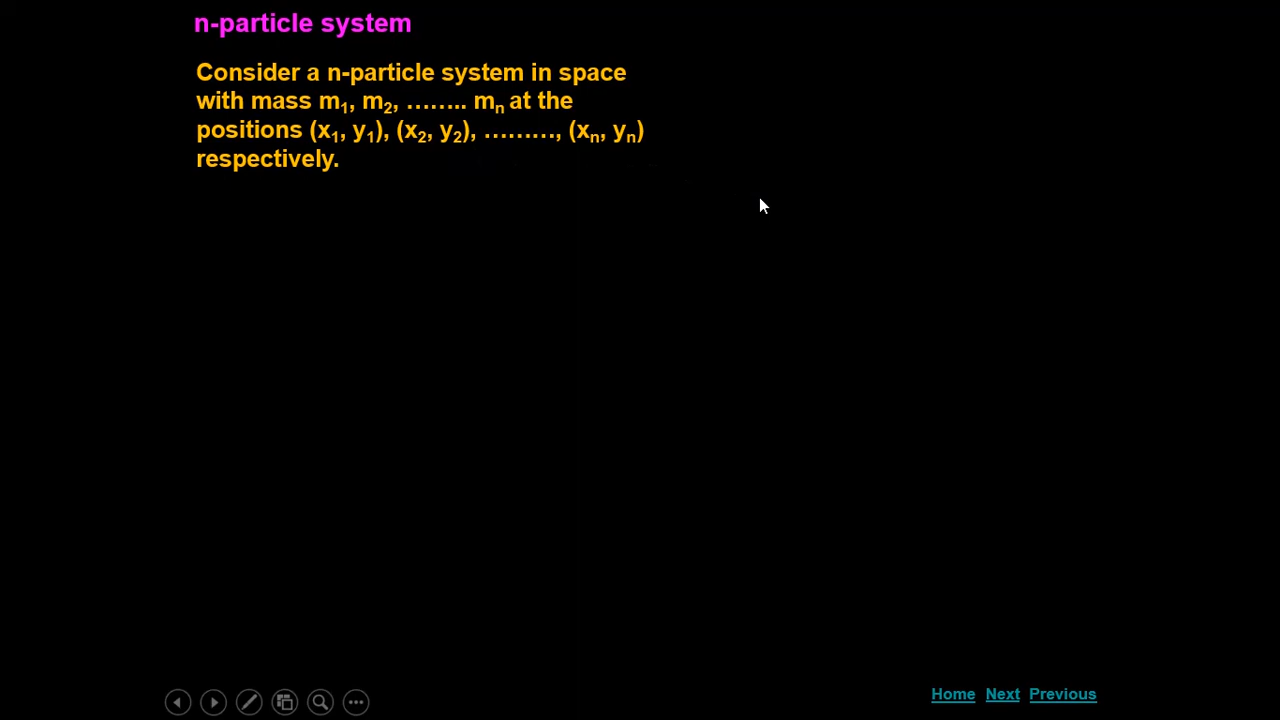 n-particle system
Consider a n-particle system in space
with mass m₁, m₂, …….. mₙ at the
positions (x₁, y₁), (x₂, y₂), ………, (xₙ, yₙ)
respectively.
Home Next Previous